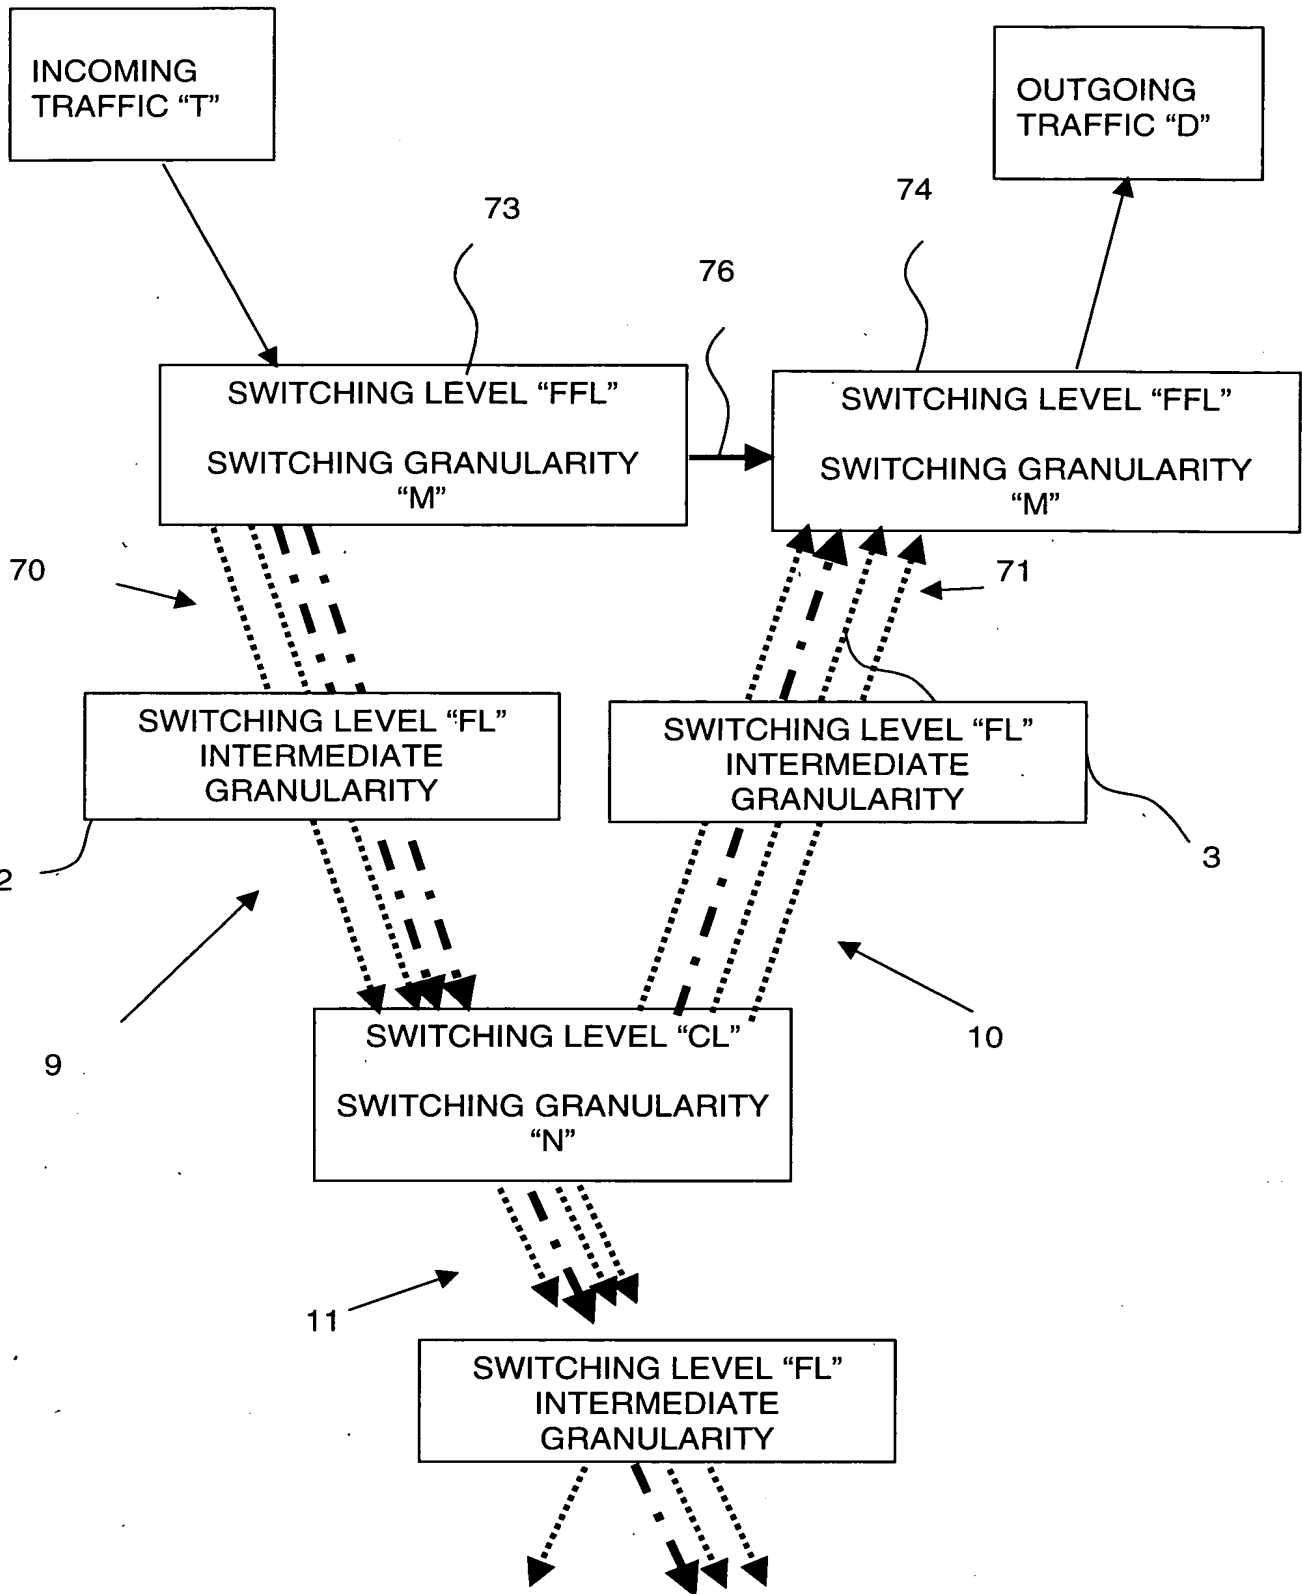 INCOMING
TRAFFIC “T”
OUTGOING
TRAFFIC “D”
73
74
76
SWITCHING LEVEL “FFL”
SWITCHING GRANULARITY
“M”
SWITCHING LEVEL “FFL”
SWITCHING GRANULARITY
“M”
70
71
SWITCHING LEVEL “FL”
INTERMEDIATE
GRANULARITY
SWITCHING LEVEL “FL”
INTERMEDIATE
GRANULARITY
2
3
9
10
SWITCHING LEVEL “CL”
SWITCHING GRANULARITY
“N”
11
SWITCHING LEVEL “FL”
INTERMEDIATE
GRANULARITY